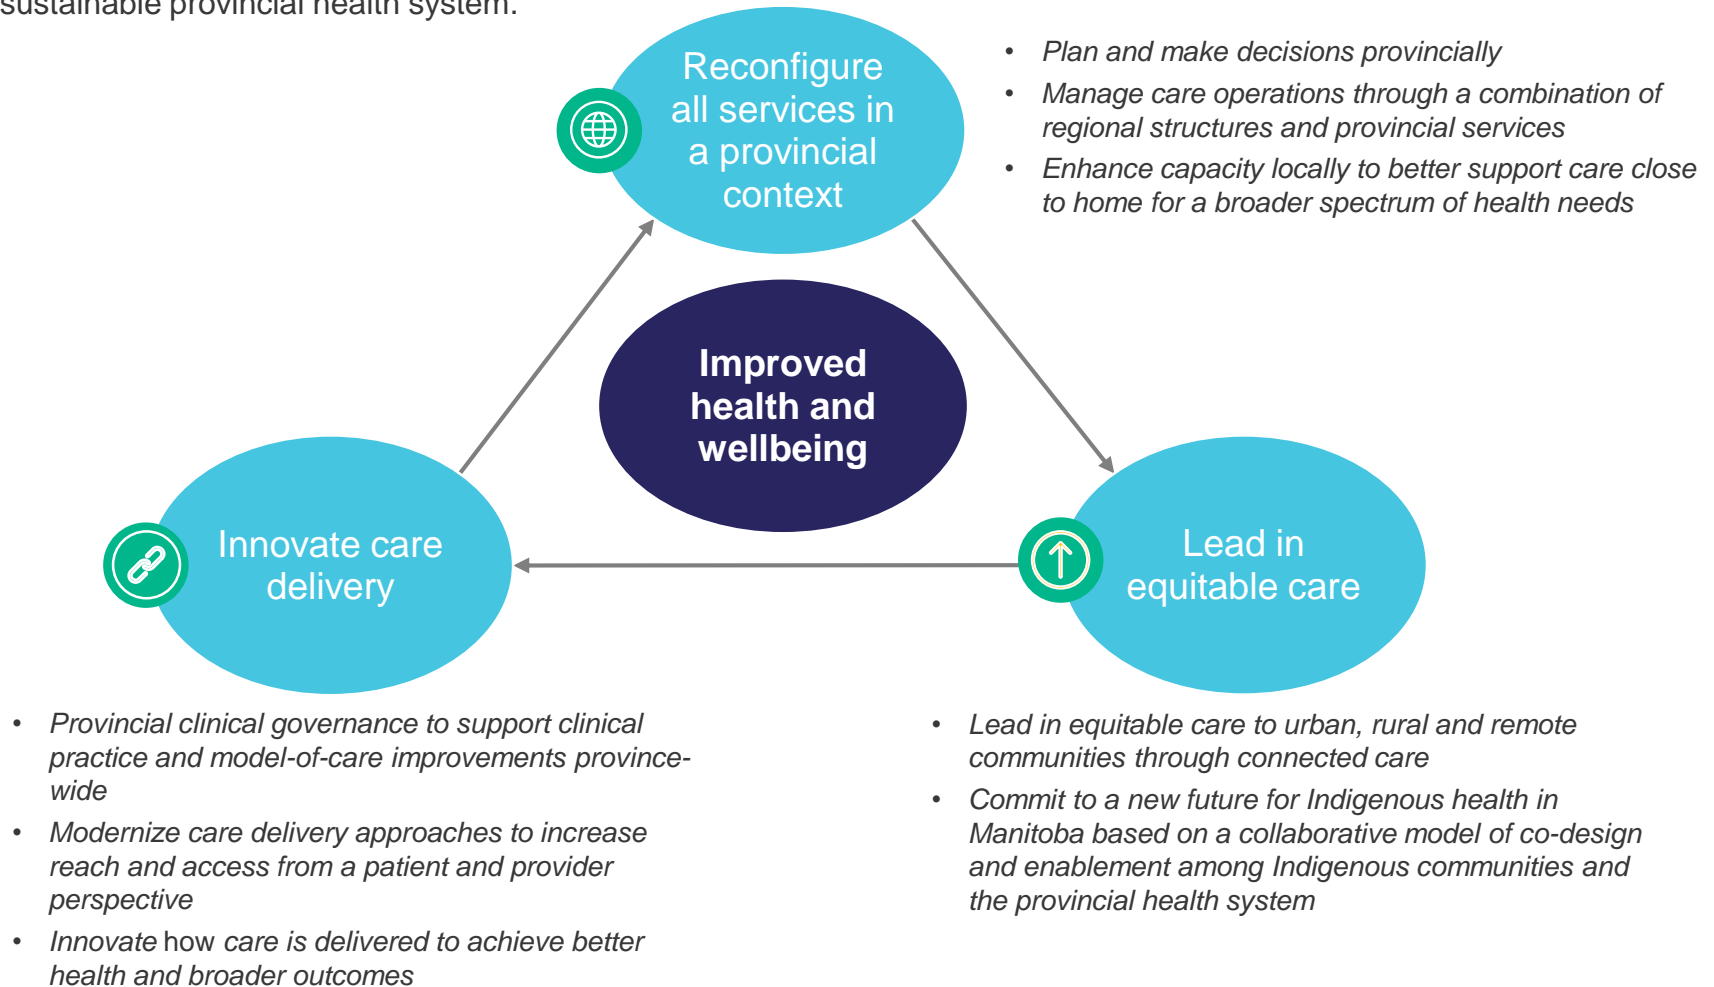 sustainable provincial health system.
Reconfigure
all services in
a provincial
context
• Plan and make decisions provincially
• Manage care operations through a combination of
regional structures and provincial services
• Enhance capacity locally to better support care close
to home for a broader spectrum of health needs
Improved
health and
wellbeing
Innovate care
delivery
Lead in
equitable care
• Provincial clinical governance to support clinical
practice and model-of-care improvements province-
wide
• Modernize care delivery approaches to increase
reach and access from a patient and provider
perspective
• Innovate how care is delivered to achieve better
health and broader outcomes
• Lead in equitable care to urban, rural and remote
communities through connected care
• Commit to a new future for Indigenous health in
Manitoba based on a collaborative model of co-design
and enablement among Indigenous communities and
the provincial health system